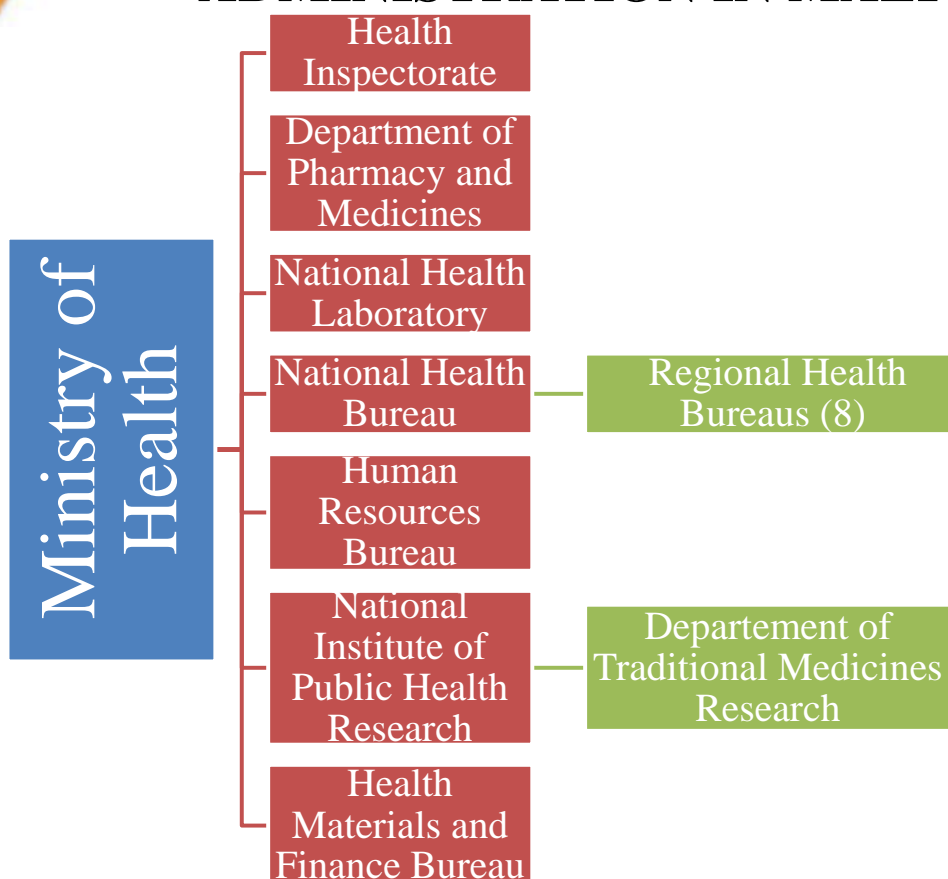 Ministry of
Health
Health
Inspectorate
Department of
Pharmacy and
Medicines
National Health
Laboratory
National Health
Bureau
Regional Health
Bureaus (8)
Human
Resources
Bureau
National
Institute of
Public Health
Research
Departement of
Traditional Medicines
Research
Health
Materials and
Finance Bureau